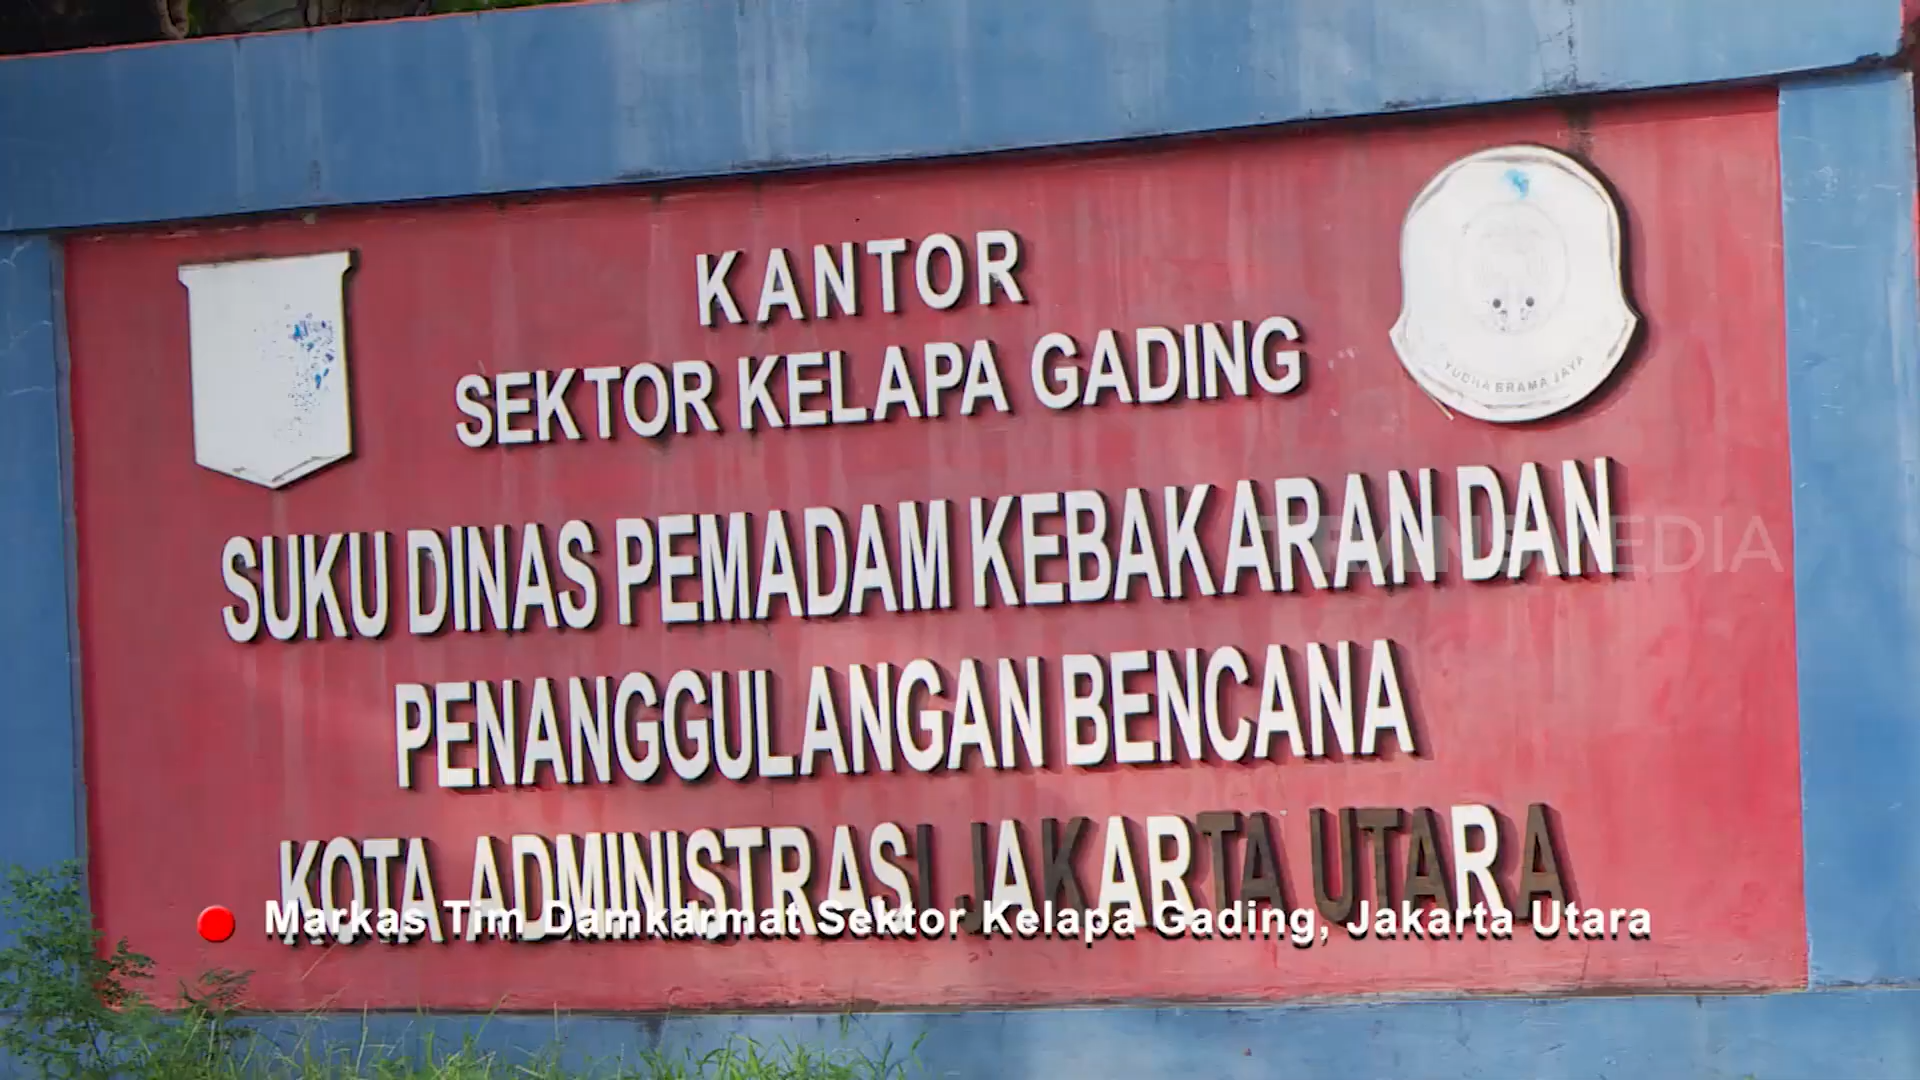 KANTOR
SEKTOR KELAPA GADING
YUDHA BRAMA JAYA
SUKU DINAS PEMADAM KEBAKARAN DAN
TRANSMEDIA
PENANGGULANGAN BENCANA
KOTA ADMINISTRASI JAKARTA UTARA
Markas Tim Damkarmat Sektor Kelapa Gading, Jakarta Utara